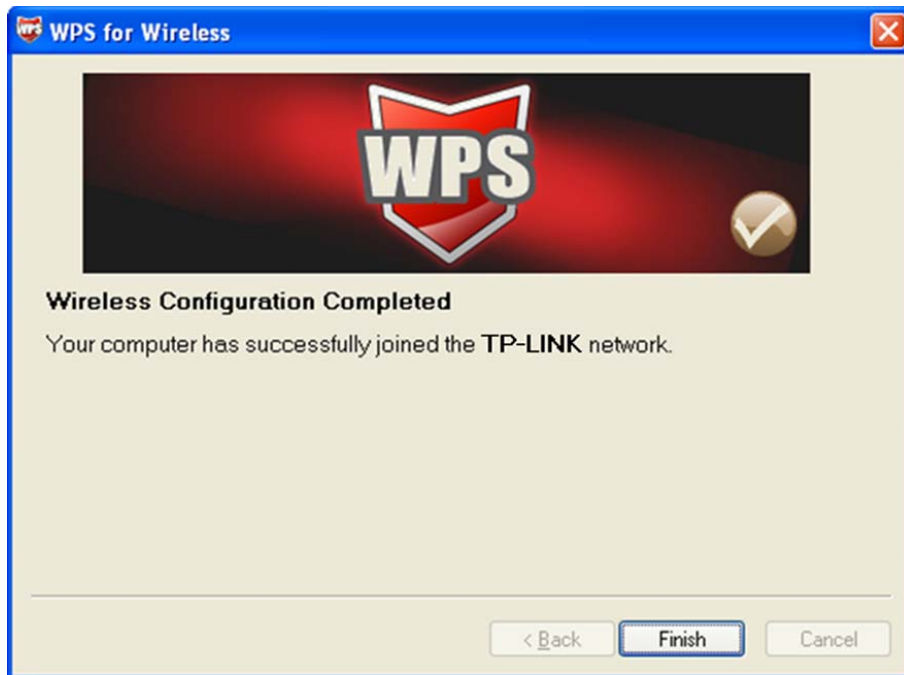 WPS for Wireless
WPS
Wireless Configuration Completed
Your computer has successfully joined the TP-LINK network.
< Back
Finish
Cancel